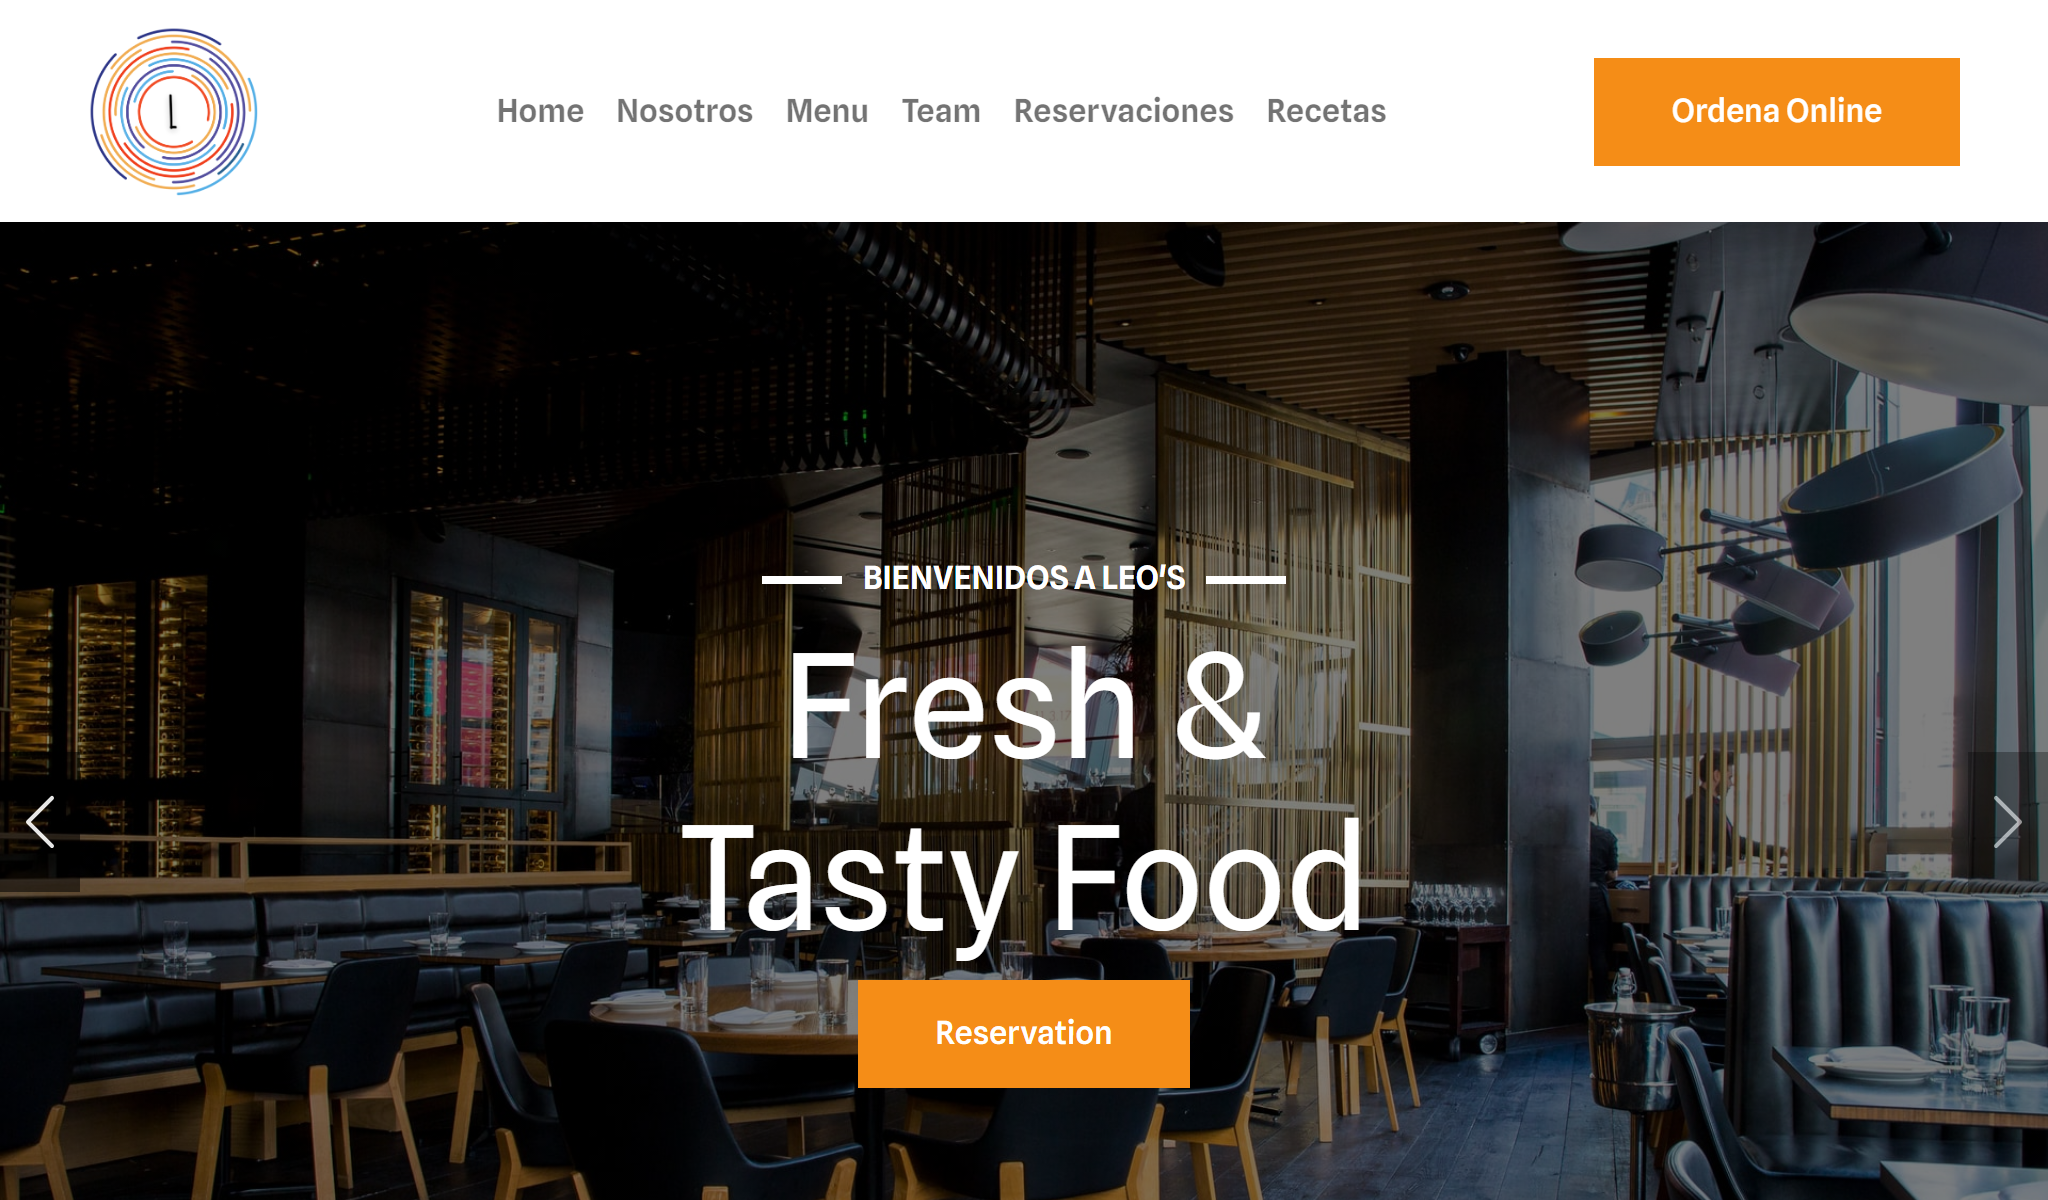 L
Home Nosotros Menu Team Reservaciones Recetas
Ordena Online
BIENVENIDOS A LEO'S
Fresh &
Tasty Food
Reservation